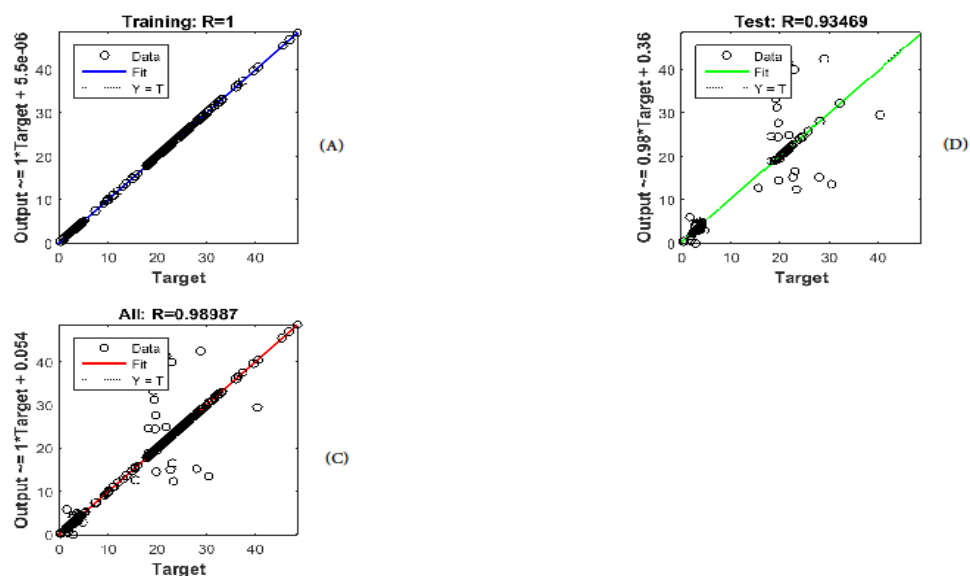 Training: R=1
Output ~= 1*Target + 5.5e-06
Data
Fit
Y = T
0
10
20
30
40
0
10
20
30
40
Target
(A)
Test: R=0.93469
Output ~= 0.98*Target + 0.36
Data
Fit
Y = T
0
10
20
30
40
0
10
20
30
40
Target
(D)
All: R=0.98987
Output ~= 1*Target + 0.054
Data
Fit
Y = T
0
10
20
30
40
0
10
20
30
40
Target
(C)